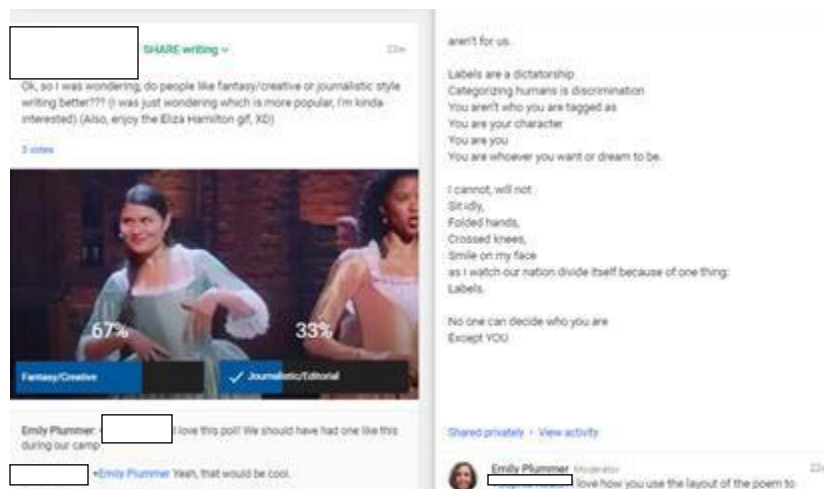 SHARE writing
22w
Ok, so I was wondering, do people like fantasy/creative or journalistic style
writing better??? (I was just wondering which is more popular, I'm kinda
interested) (Also, enjoy the Eliza Hamilton gif, XD)
3 votes
67%
33%
Fantasy/Creative
Journalistic/Editorial
Emily Plummer
I love this poll! We should have had one like this
during our camp
+Emily Plummer Yeah, that would be cool.
aren't for us.
Labels are a dictatorship
Categorizing humans is discrimination
You aren't who you are tagged as
You are your character
You are you
You are whoever you want or dream to be.
I cannot, will not
Sit idly,
Folded hands,
Crossed knees,
Smile on my face
as I watch our nation divide itself because of one thing:
Labels.
No one can decide who you are
Except YOU
Shared privately · View activity
Emily Plummer Moderator
love how you use the layout of the poem to